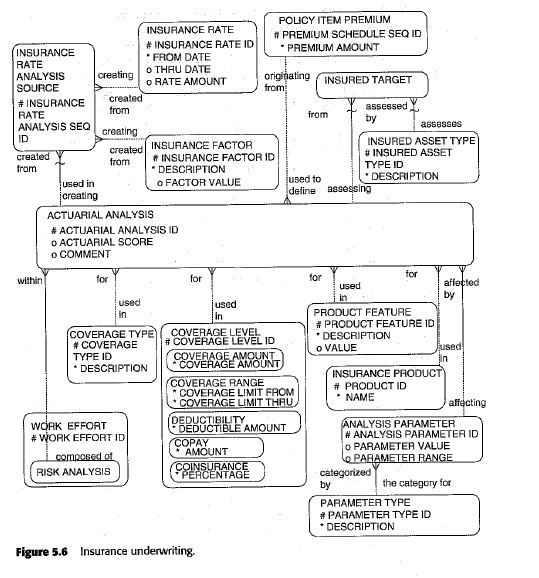 INSURANCE
RATE
ANALYSIS
SOURCE
# INSURANCE
RATE
ANALYSIS SEQ
ID
INSURANCE RATE
# INSURANCE RATE ID
* FROM DATE
o THRU DATE
o RATE AMOUNT
creating
created
from
POLICY ITEM PREMIUM
# PREMIUM SCHEDULE SEQ ID
* PREMIUM AMOUNT
originating
from
INSURED TARGET
from
assessed
by
assesses
creating
created
from
INSURANCE FACTOR
# INSURANCE FACTOR ID
* DESCRIPTION
o FACTOR VALUE
INSURED ASSET TYPE
# INSURED ASSET
TYPE ID
* DESCRIPTION
created
from
used in
creating
used to
define
assessing
ACTUARIAL ANALYSIS
# ACTUARIAL ANALYSIS ID
o ACTUARIAL SCORE
o COMMENT
within
for
for
for
for
affected
by
used
in
used
in
used
in
used
in
COVERAGE TYPE
# COVERAGE
TYPE ID
* DESCRIPTION
COVERAGE LEVEL
# COVERAGE LEVEL ID
COVERAGE AMOUNT
* COVERAGE AMOUNT
COVERAGE RANGE
* COVERAGE LIMIT FROM
* COVERAGE LIMIT THRU
DEDUCTIBILITY
* DEDUCTIBLE AMOUNT
COPAY
* AMOUNT
COINSURANCE
* PERCENTAGE
PRODUCT FEATURE
# PRODUCT FEATURE ID
* DESCRIPTION
o VALUE
INSURANCE PRODUCT
# PRODUCT ID
* NAME
affecting
WORK EFFORT
# WORK EFFORT ID
composed of
RISK ANALYSIS
ANALYSIS PARAMETER
# ANALYSIS PARAMETER ID
o PARAMETER VALUE
o PARAMETER RANGE
categorized
by
the category for
PARAMETER TYPE
# PARAMETER TYPE ID
* DESCRIPTION
Figure 5.6 Insurance underwriting.